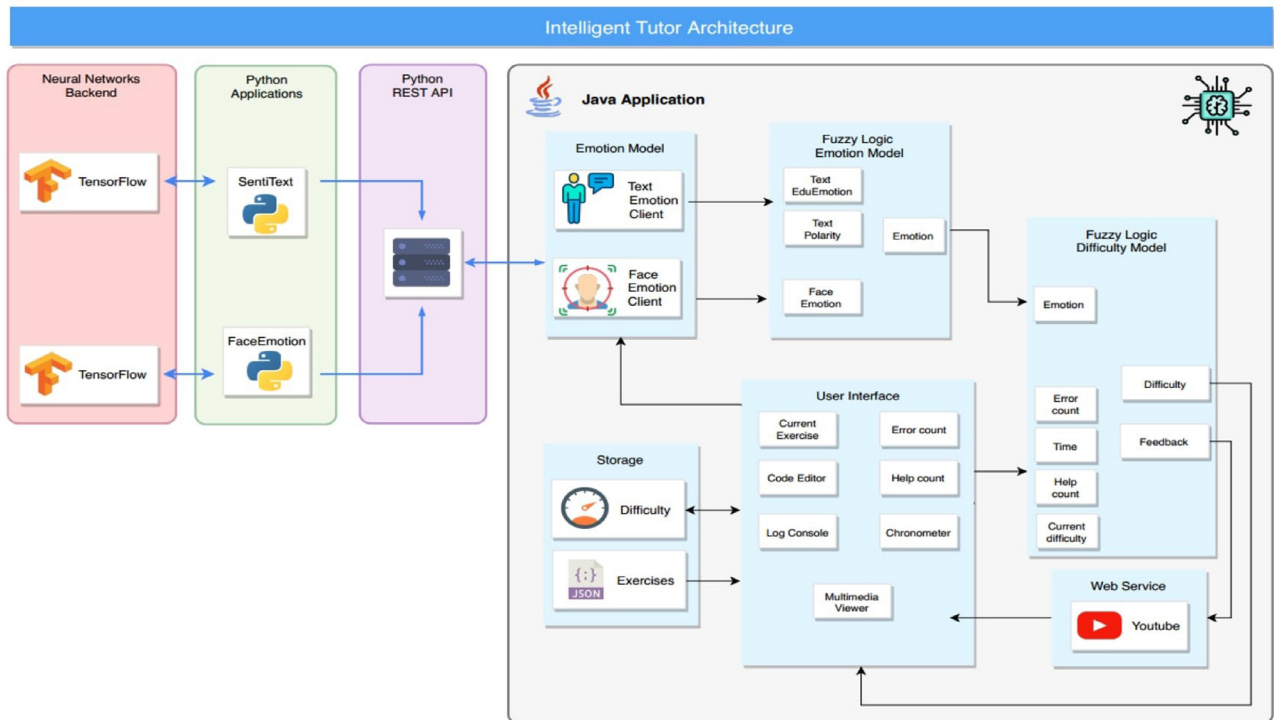 Intelligent Tutor Architecture
Neural Networks
Backend
TensorFlow
TensorFlow
Python
Applications
SentiText
FaceEmotion
Python
REST API
Java Application
Emotion Model
Text
Emotion
Client
Face
Emotion
Client
Fuzzy Logic
Emotion Model
Text
EduEmotion
Text
Polarity
Emotion
Face
Emotion
Fuzzy Logic
Difficulty Model
Emotion
Difficulty
Error
count
Time
Feedback
Help
count
Current
difficulty
User Interface
Current
Exercise
Error count
Code Editor
Help count
Log Console
Chronometer
Multimedia
Viewer
Storage
Difficulty
{:}
JSON
Exercises
Web Service
Youtube